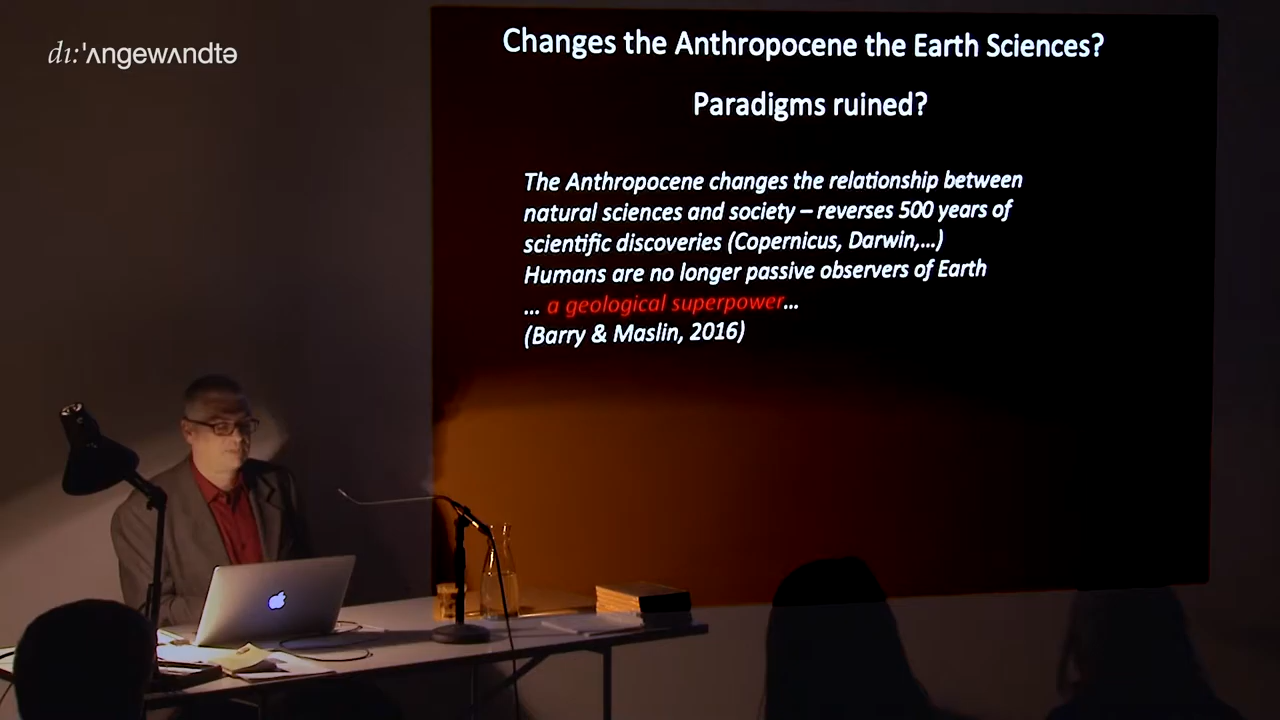 dı:'ʌngewʌndtə
Changes the Anthropocene the Earth Sciences?
Paradigms ruined?
The Anthropocene changes the relationship between
natural sciences and society – reverses 500 years of
scientific discoveries (Copernicus, Darwin,...)
Humans are no longer passive observers of Earth
... a geological superpower...
(Barry & Maslin, 2016)